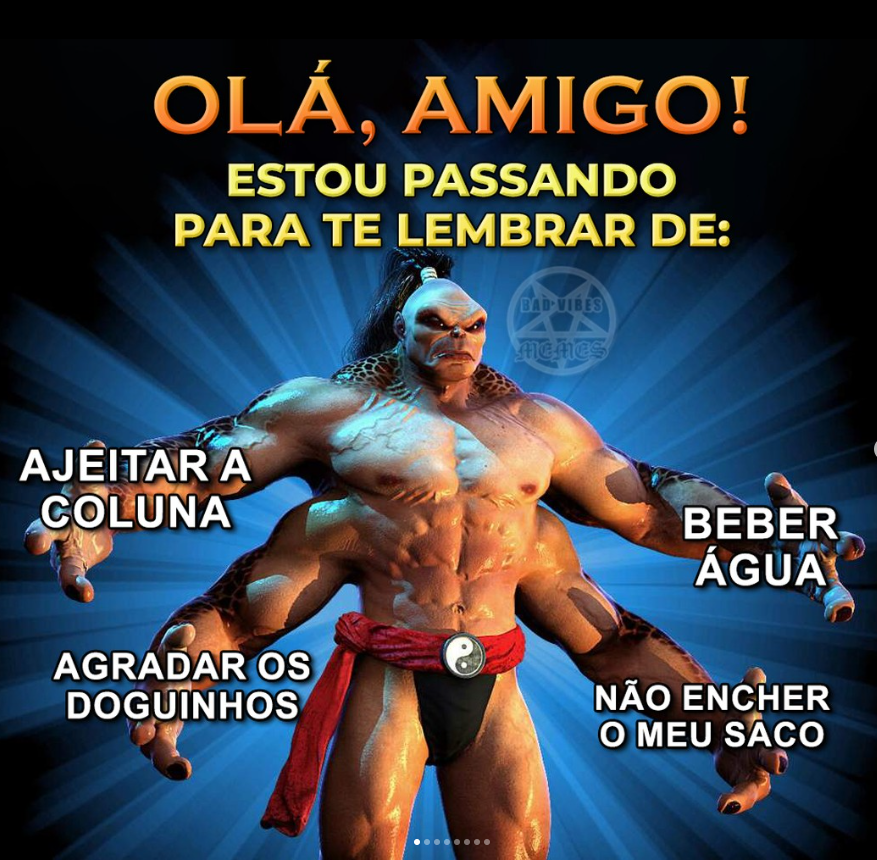 OLÁ, AMIGO!
ESTOU PASSANDO
PARA TE LEMBRAR DE:
BAD·VIBES
MEMES
AJEITAR A
COLUNA
BEBER
ÁGUA
AGRADAR OS
DOGUINHOS
NÃO ENCHER
O MEU SACO